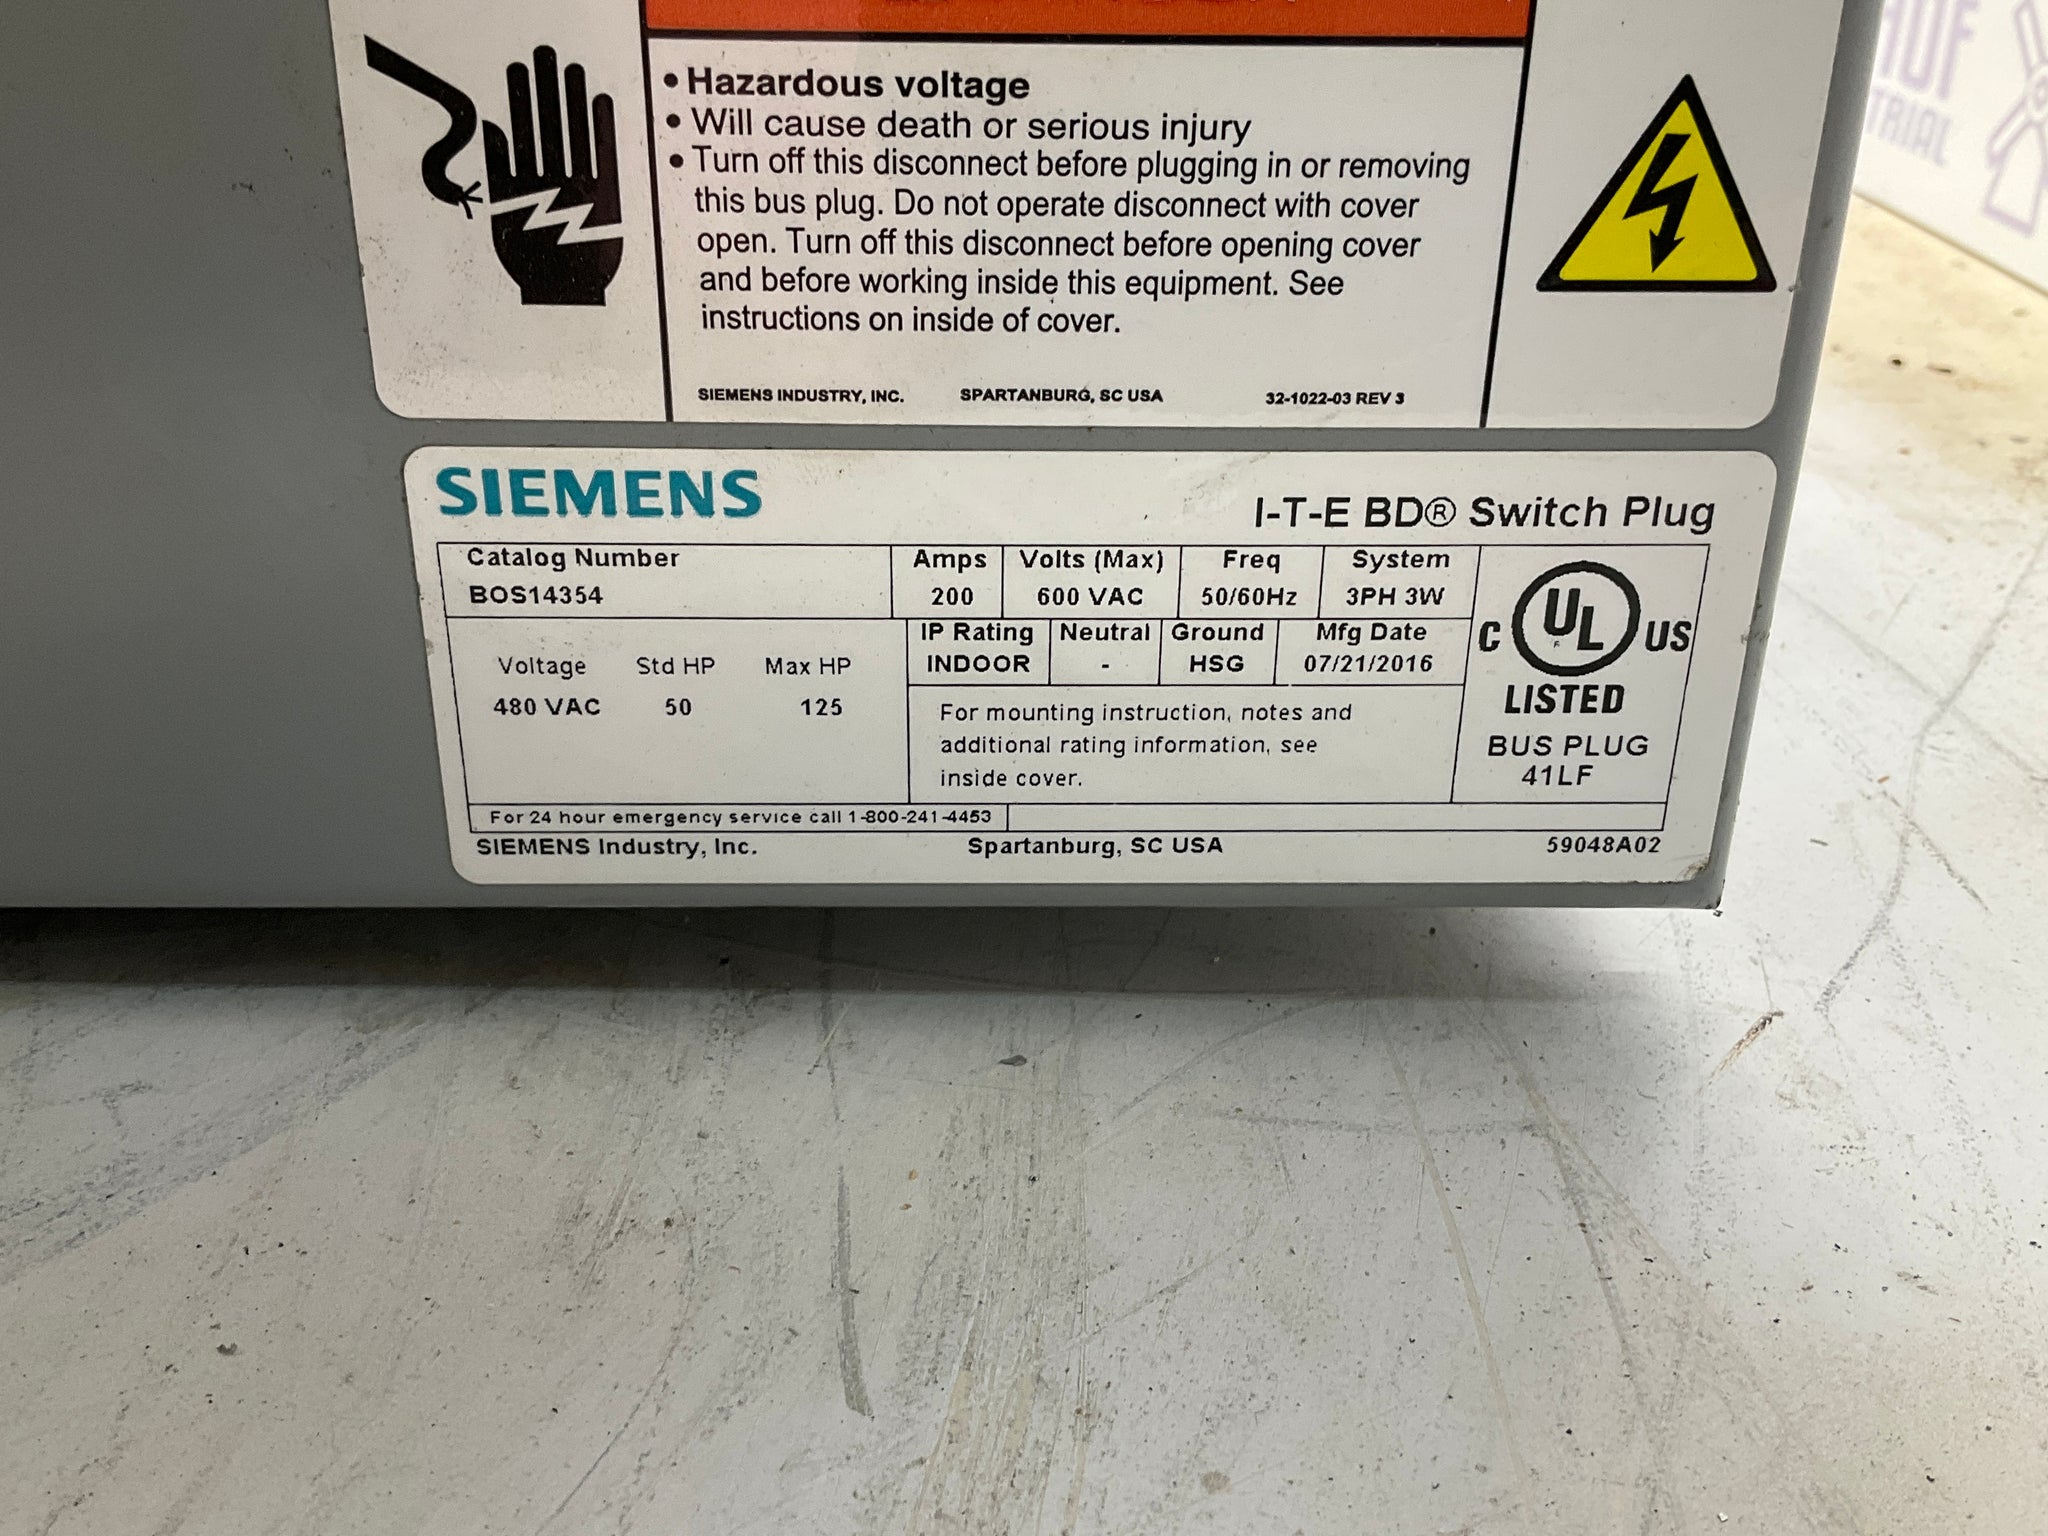 • Hazardous voltage
• Will cause death or serious injury
• Turn off this disconnect before plugging in or removing
this bus plug. Do not operate disconnect with cover
open. Turn off this disconnect before opening cover
and before working inside this equipment. See
instructions on inside of cover.
SIEMENS INDUSTRY, INC. SPARTANBURG, SC USA 32-1022-03 REV 3
SIEMENS
I-T-E BD® Switch Plug
Catalog Number Amps Volts (Max) Freq System
BOS14354 200 600 VAC 50/60Hz 3PH 3W
IP Rating Neutral Ground Mfg Date
INDOOR - HSG 07/21/2016
Voltage Std HP Max HP
480 VAC 50 125
For mounting instruction, notes and
additional rating information, see
inside cover.
C UL US
LISTED
BUS PLUG
41LF
For 24 hour emergency service call 1-800-241-4453
SIEMENS Industry, Inc. Spartanburg, SC USA 59048A02